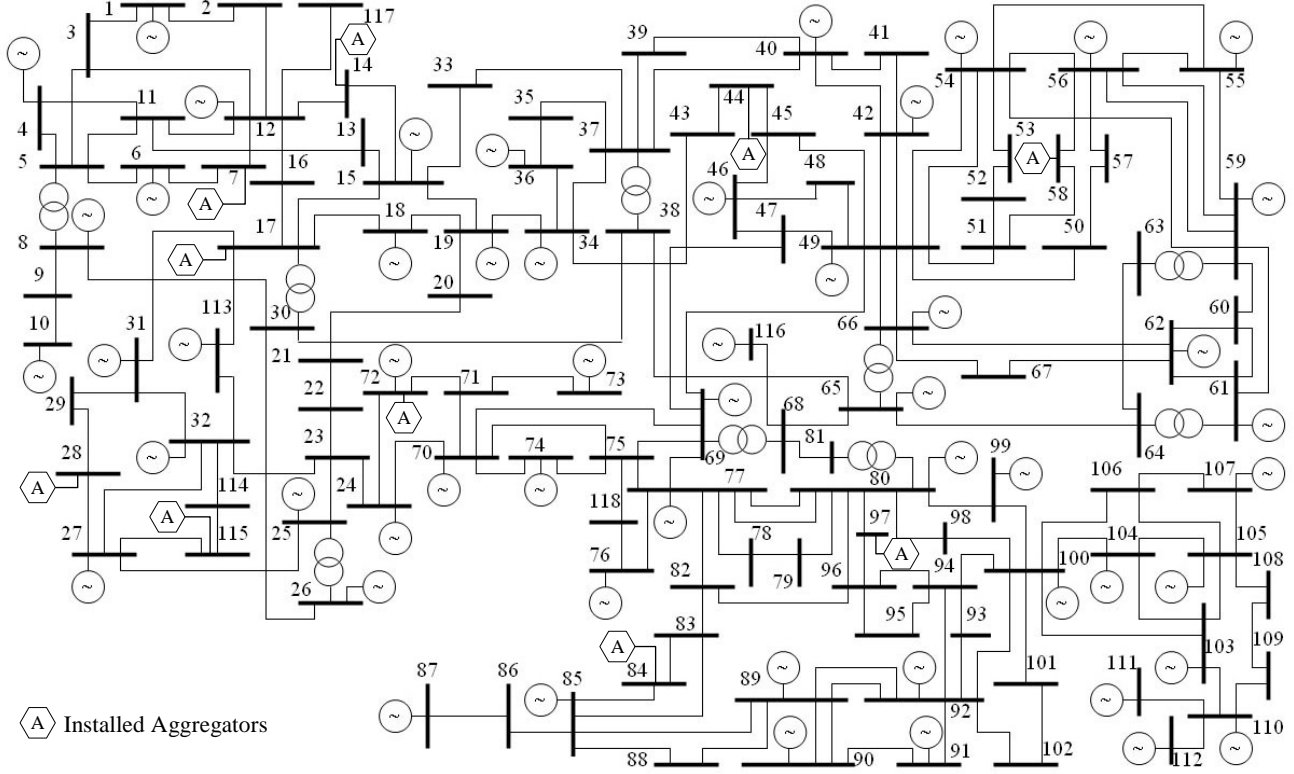 1 2 117
3 A 39 40 41
14 33 54 56 55
11 35 44 45
4 13 43 42 53
12 37 59
5 6 16 36 A 48 52 A 57
7 15 46 58
A 18 38 47
17 19 34 49 51 50 63
8 A
9 20
113 30
10 31 66 62 60
116
21 72 71 73 65 67 61
29 22 A 68
32 23 70 74 75 69 81 64
28 24 77 80 99 106 107
A 114 118 97 98
27 A 115 25 78 A 104 105
26 76 82 79 96 94 100 108
83 95 93 103 109
A
87 86 85 84 89 101 111
92 110
A Installed Aggregators
88 90 91 102 112
~